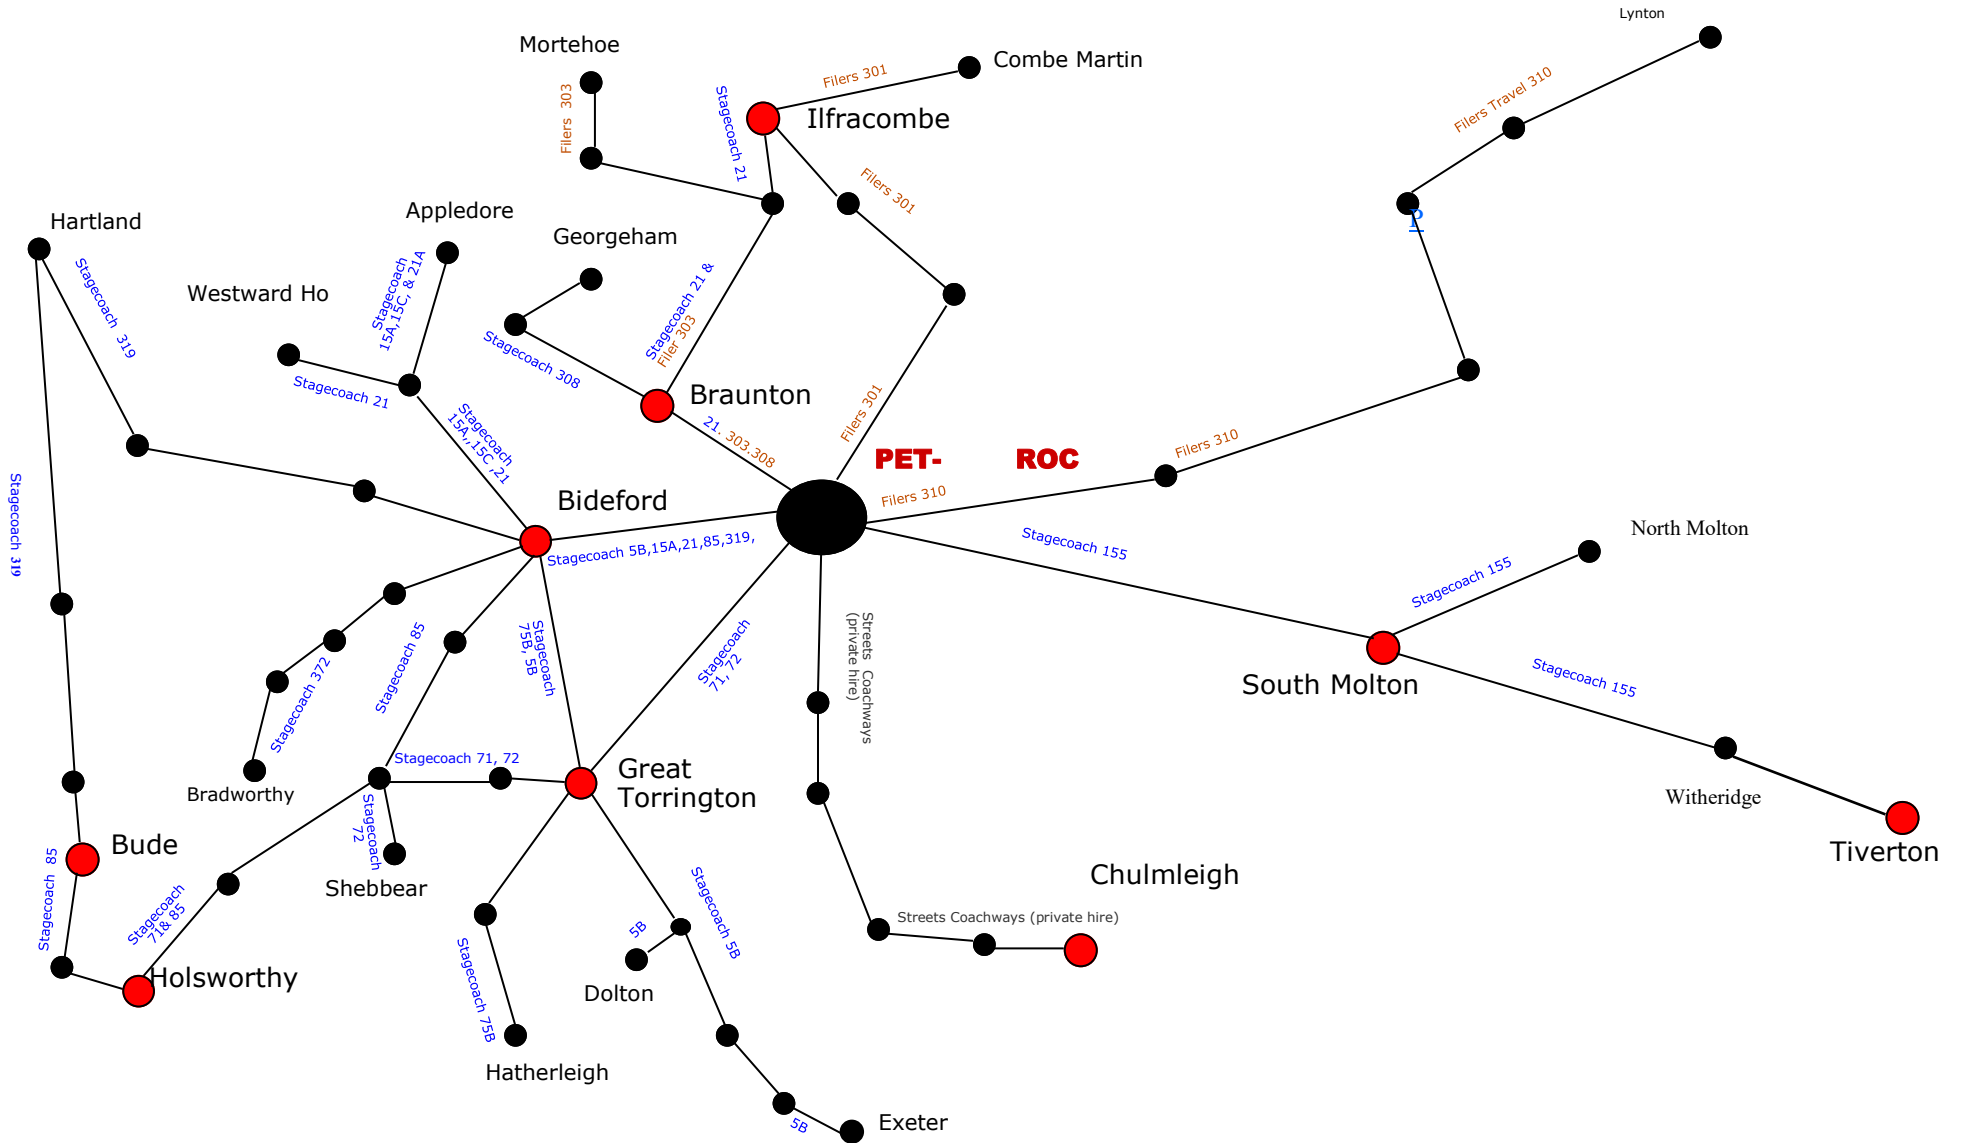 Lynton
Mortehoe
Combe Martin
Filers 301
Filers Travel 310
Filers  303
Stagecoach 21
Ilfracombe
Filers 301
Hartland
Appledore
P
Georgeham
Stagecoach
15A,15C, & 21A
Stagecoach  319
Westward Ho
Stagecoach 21 &
Filer 303
Stagecoach 308
Stagecoach 21
Braunton
Stagecoach
15A,,15C ,21
21. 303.308
Filers 301
PET- ROC
Filers 310
Stagecoach 319
Bideford
Filers 310
Stagecoach 5B,15A,21,85,319,
Stagecoach 155
North Molton
Stagecoach 155
Stagecoach 85
Stagecoach
75B, 5B
Stagecoach
71, 72
Streets  Coachways
(private hire)
South Molton
Stagecoach 155
Stagecoach 372
Stagecoach 71, 72
Great
Torrington
Bradworthy
Witheridge
Stagecoach
72
Bude
Tiverton
Stagecoach  85
Shebbear
Chulmleigh
Stagecoach
71& 85
Stagecoach 5B
5B
Streets Coachways (private hire)
Holsworthy
Stagecoach 75B
Dolton
Hatherleigh
5B
Exeter